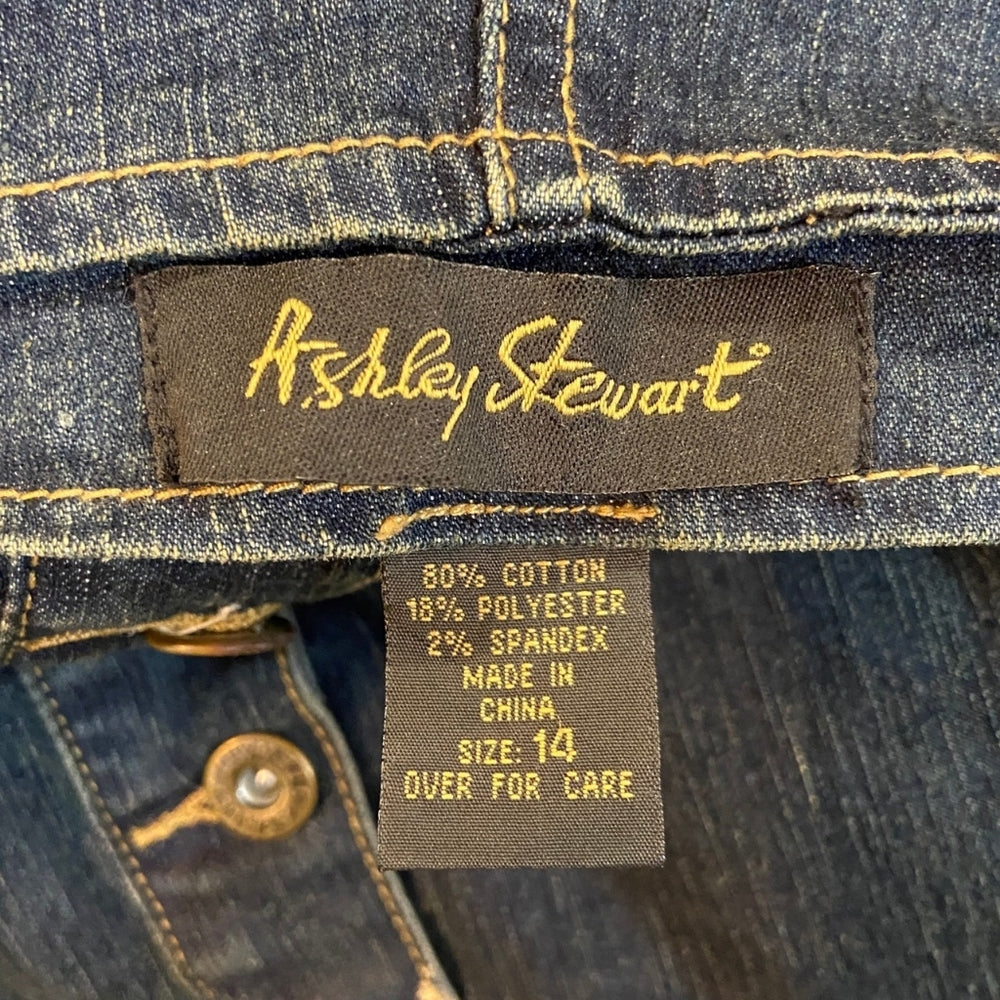 Ashley Stewart
80% COTTON
18% POLYESTER
2% SPANDEX
MADE IN
CHINA
SIZE: 14
OVER FOR CARE